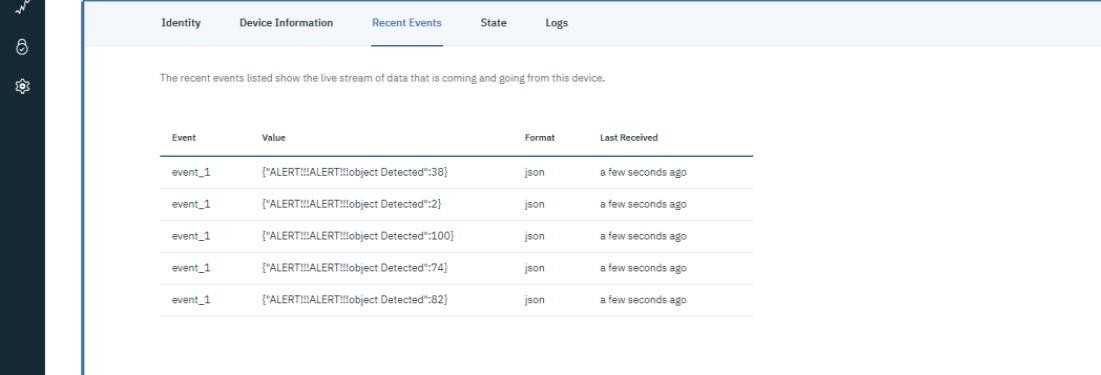 Identity Device Information Recent Events State Logs
The recent events listed show the live stream of data that is coming and going from this device.
Event Value Format Last Received
event_1 {"ALERT!!!ALERT!!!object Detected":38} json a few seconds ago
event_1 {"ALERT!!!ALERT!!!object Detected":2} json a few seconds ago
event_1 {"ALERT!!!ALERT!!!object Detected":100} json a few seconds ago
event_1 {"ALERT!!!ALERT!!!object Detected":74} json a few seconds ago
event_1 {"ALERT!!!ALERT!!!object Detected":82} json a few seconds ago